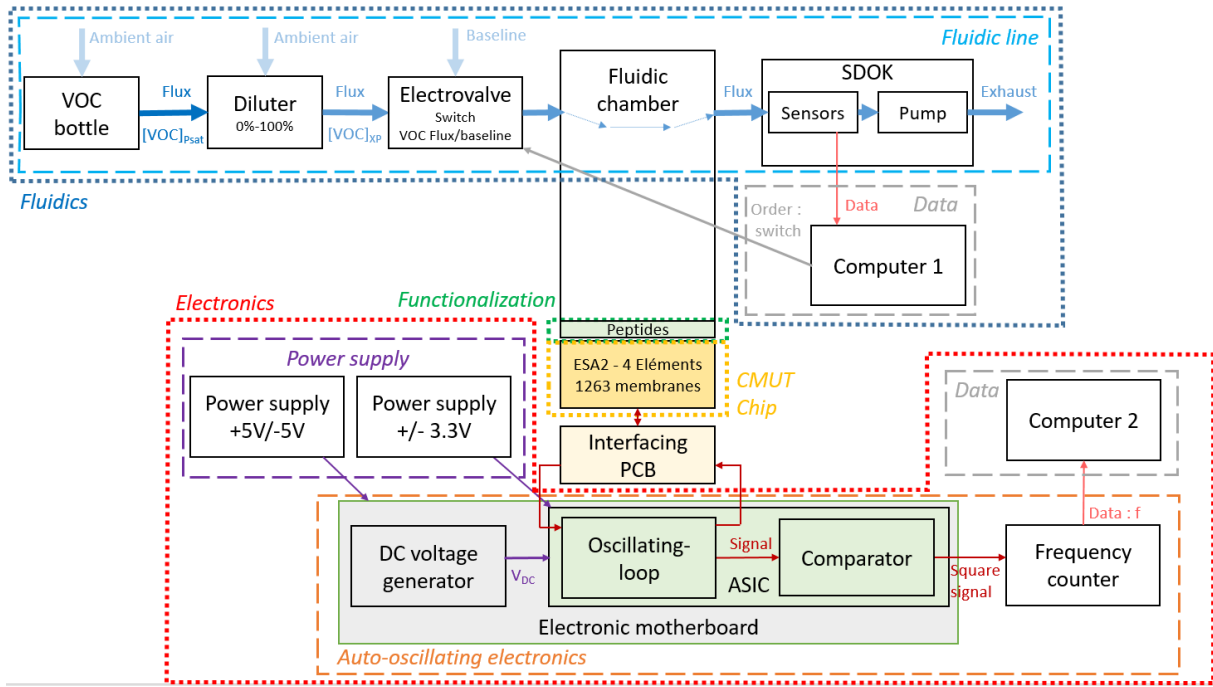 Ambient air
Ambient air
Baseline
Fluidic line
VOC
bottle
Flux
[VOC]Psat
Diluter
0%-100%
Flux
[VOC]XP
Electrovalve
Switch
VOC Flux/baseline
Fluidic
chamber
Flux
SDOK
Sensors
Pump
Exhaust
Fluidics
Data
Data
Order :
switch
Computer 1
Electronics
Functionalization
Peptides
Power supply
Power supply
+5V/-5V
Power supply
+/- 3.3V
ESA2 - 4 Eléments
1263 membranes
CMUT
Chip
Interfacing
PCB
Data
Computer 2
Data : f
DC voltage
generator
VDC
Oscillating-
loop
Signal
Comparator
ASIC
Square
signal
Frequency
counter
Electronic motherboard
Auto-oscillating electronics